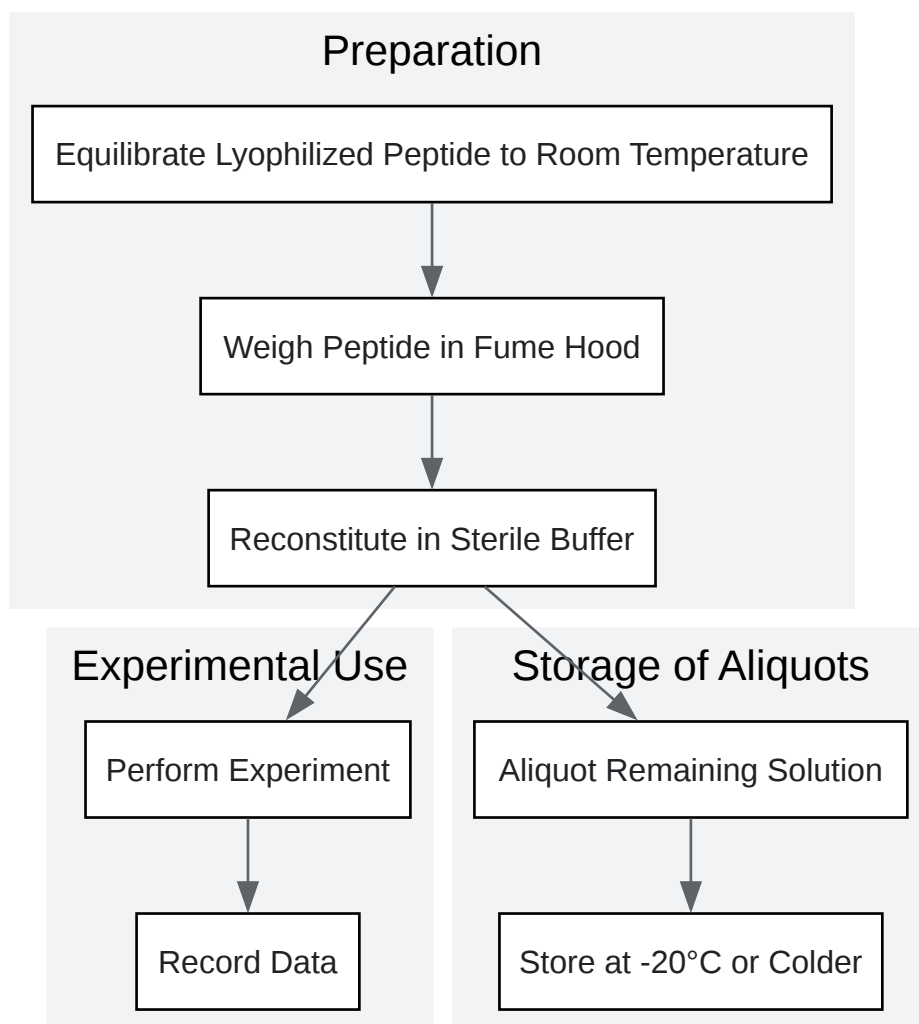 Preparation
Equilibrate Lyophilized Peptide to Room Temperature
Weigh Peptide in Fume Hood
Reconstitute in Sterile Buffer
Experimental Use
Perform Experiment
Record Data
Storage of Aliquots
Aliquot Remaining Solution
Store at -20°C or Colder